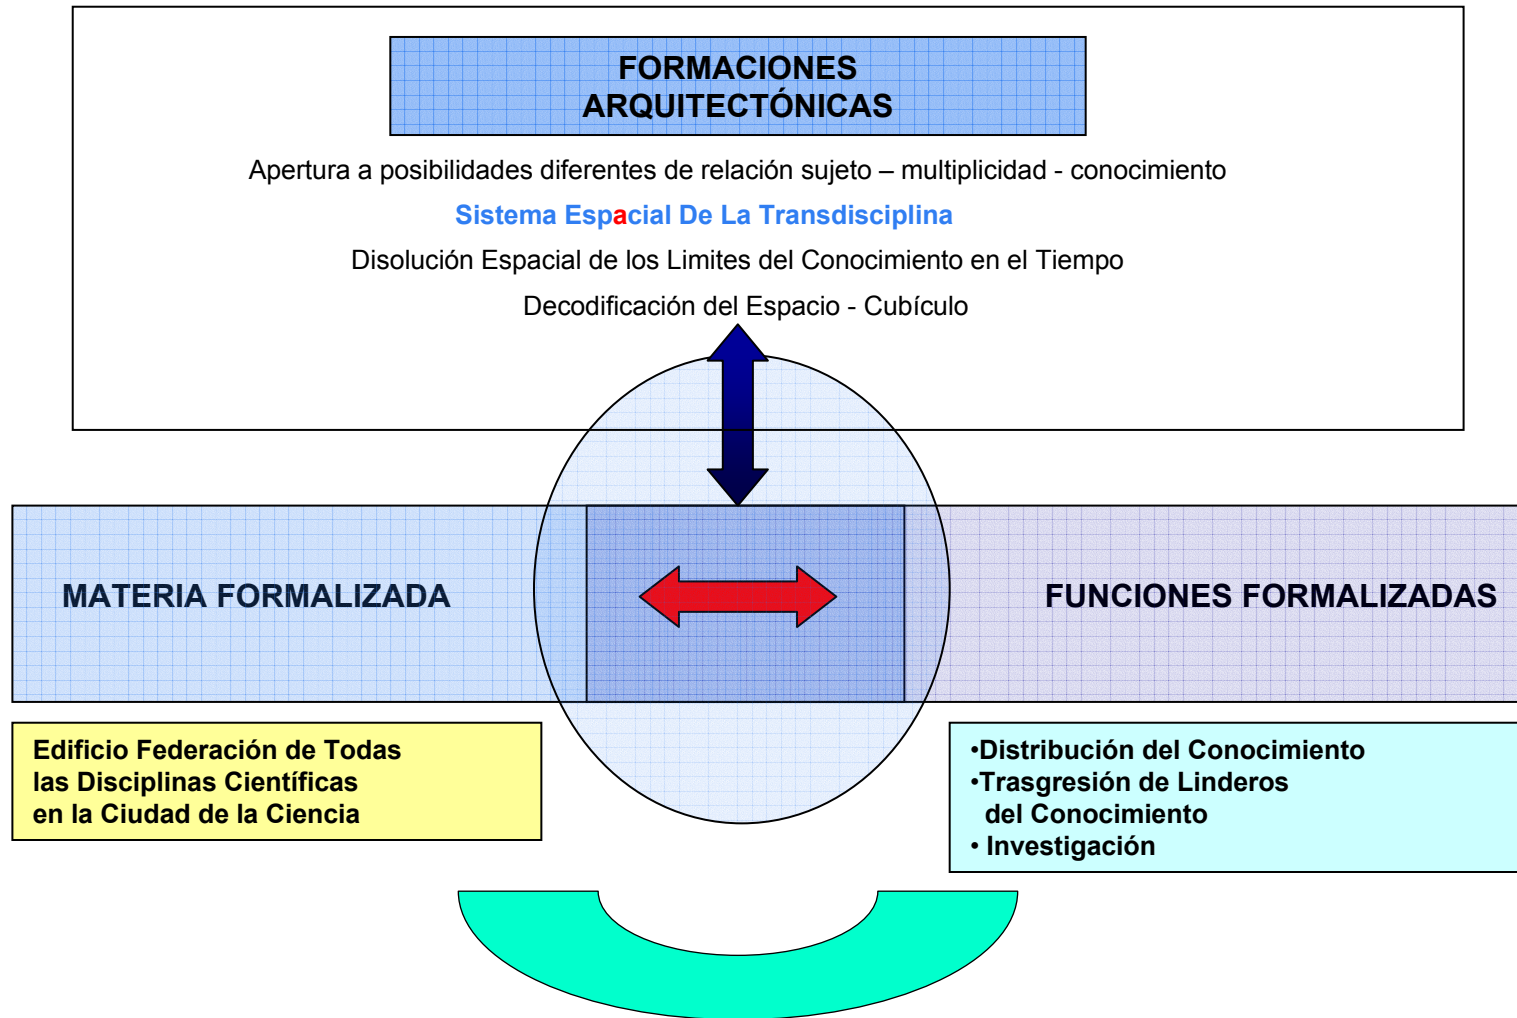 FORMACIONES
ARQUITECTÓNICAS
Apertura a posibilidades diferentes de relación sujeto – multiplicidad - conocimiento
Sistema Espacial De La Transdisciplina
Disolución Espacial de los Limites del Conocimiento en el Tiempo
Decodificación del Espacio - Cubículo
MATERIA FORMALIZADA
FUNCIONES FORMALIZADAS
Edificio Federación de Todas
las Disciplinas Científicas
en la Ciudad de la Ciencia
•Distribución del Conocimiento
•Trasgresión de Linderos
del Conocimiento
• Investigación